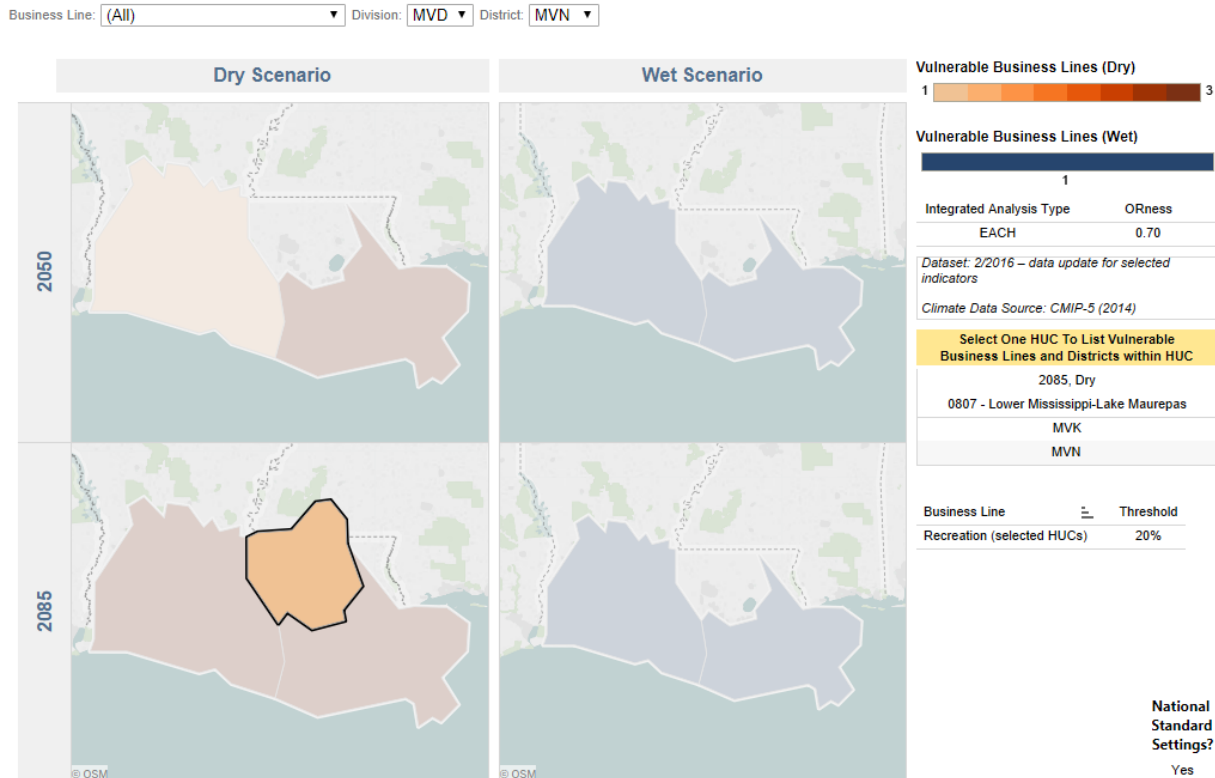 Business Line: (All) Division: MVD District: MVN
Dry Scenario
Wet Scenario
2050
2085
© OSM
© OSM
Vulnerable Business Lines (Dry)
1 3
Vulnerable Business Lines (Wet)
1
Integrated Analysis Type ORness
EACH 0.70
Dataset: 2/2016 – data update for selected
indicators
Climate Data Source: CMIP-5 (2014)
Select One HUC To List Vulnerable
Business Lines and Districts within HUC
2085, Dry
0807 - Lower Mississippi-Lake Maurepas
MVK
MVN
Business Line Threshold
Recreation (selected HUCs) 20%
National
Standard
Settings?
Yes